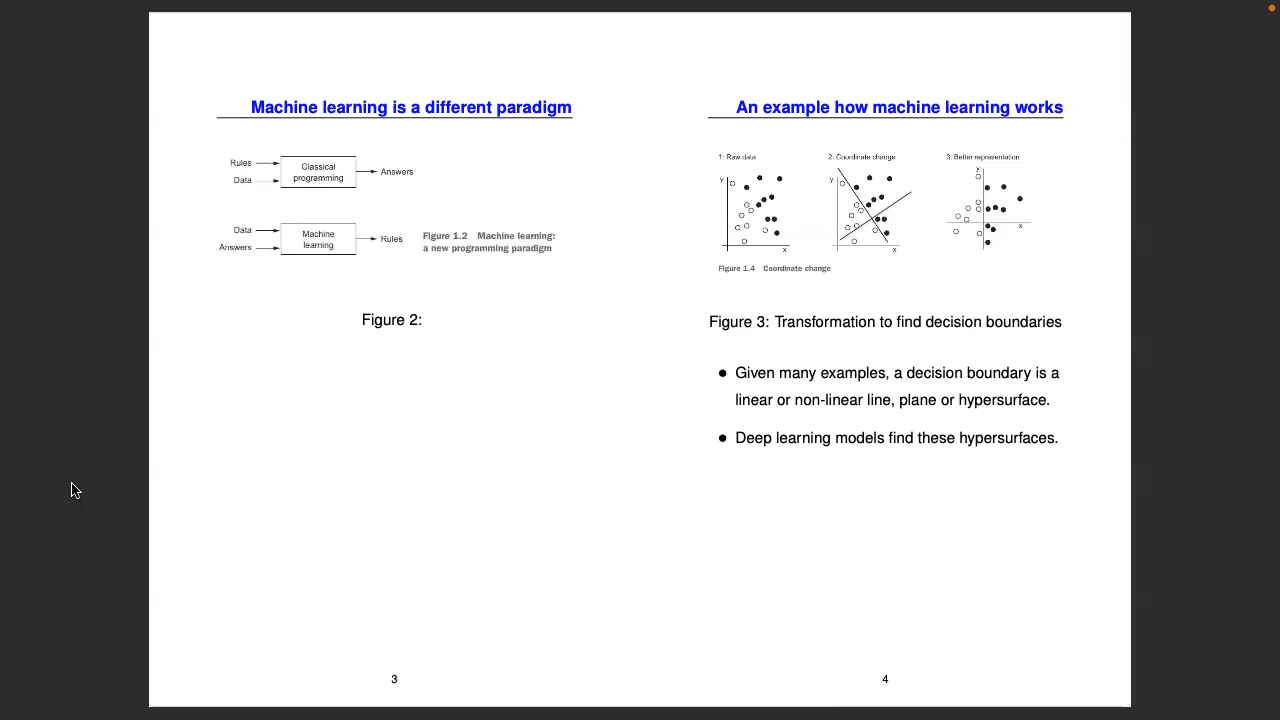 Machine learning is a different paradigm
Rules
Data
Classical
programming
Answers
Data
Answers
Machine
learning
Rules
Figure 1.2 Machine learning:
a new programming paradigm
Figure 2:
3
An example how machine learning works
1: Raw data
y
x
2: Coordinate change
y
x
3: Better representation
y
x
Figure 1.4 Coordinate change
Figure 3: Transformation to find decision boundaries
● Given many examples, a decision boundary is a
linear or non-linear line, plane or hypersurface.
● Deep learning models find these hypersurfaces.
4